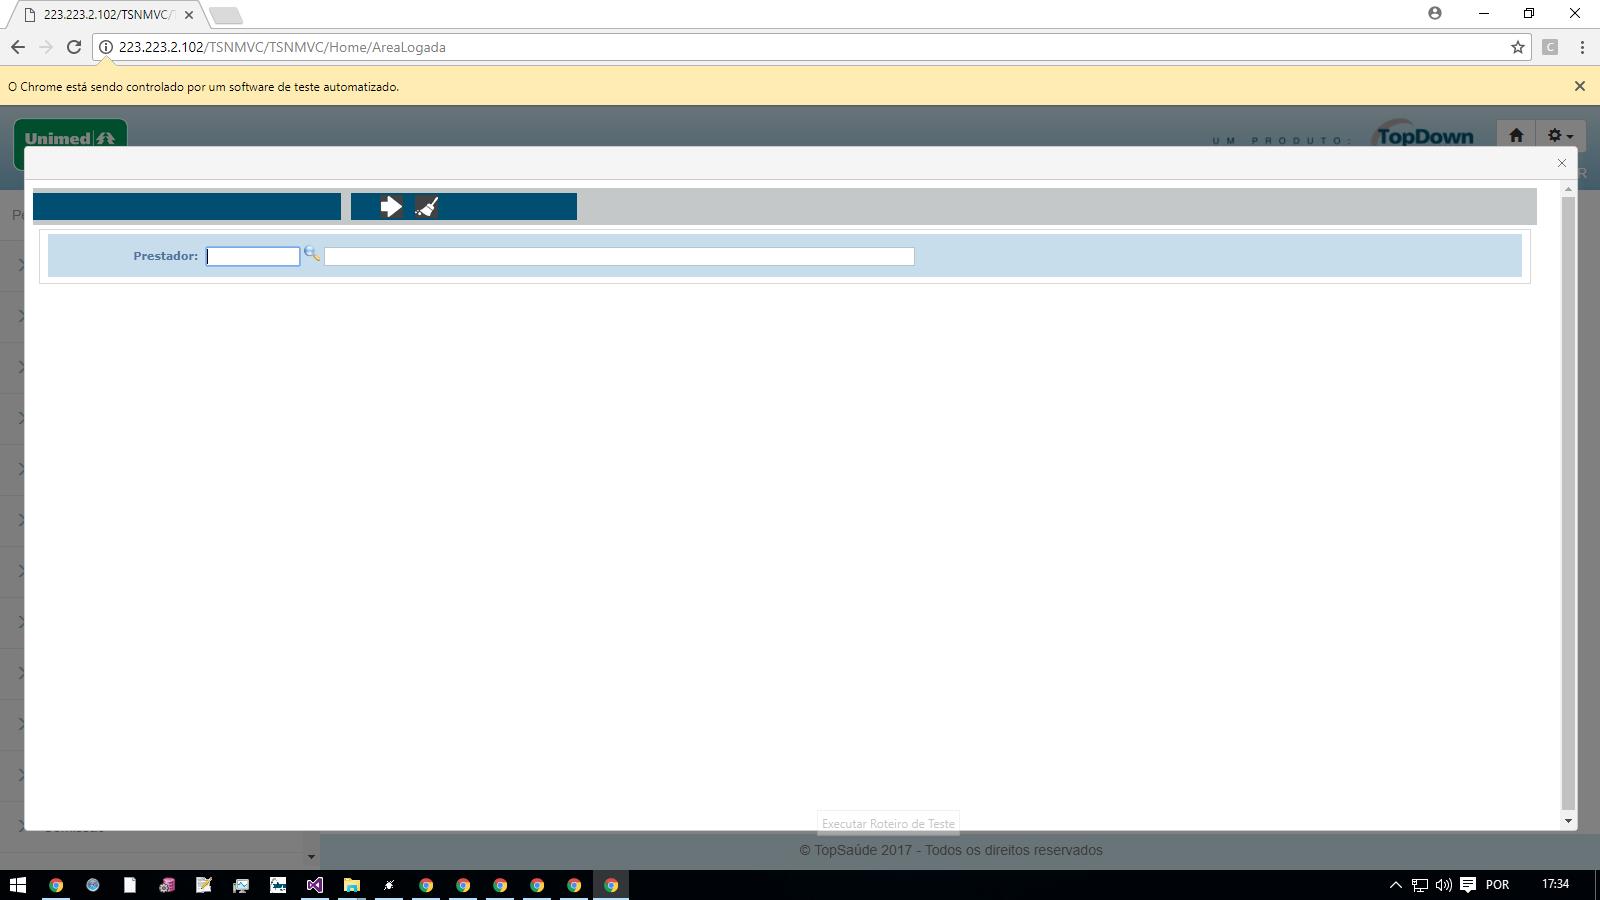 223.223.2.102/TSNMVC/
223.223.2.102/TSNMVC/TSNMVC/Home/AreaLogada
C
O Chrome está sendo controlado por um software de teste automatizado.
Unimed
UM PRODUTO:
TopDown
R
Prestador:
Executar Roteiro de Teste
© TopSaúde 2017 - Todos os direitos reservados
POR
17:34